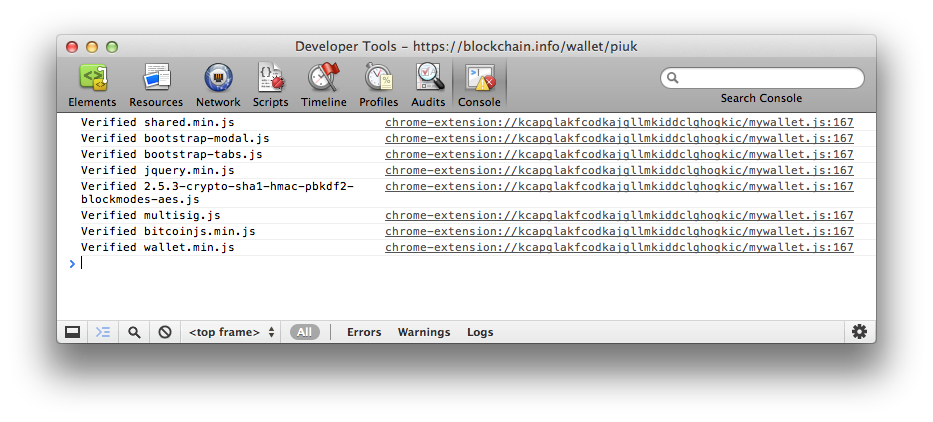 Developer Tools - https://blockchain.info/wallet/piuk
Elements Resources Network Scripts Timeline Profiles Audits Console
Search Console
Verified shared.min.js chrome-extension://kcapglakfcodkajgllmkiddclghogkic/mywallet.js:167
Verified bootstrap-modal.js chrome-extension://kcapglakfcodkajgllmkiddclghogkic/mywallet.js:167
Verified bootstrap-tabs.js chrome-extension://kcapglakfcodkajgllmkiddclghogkic/mywallet.js:167
Verified jquery.min.js chrome-extension://kcapglakfcodkajgllmkiddclghogkic/mywallet.js:167
Verified 2.5.3-crypto-sha1-hmac-pbkdf2- chrome-extension://kcapglakfcodkajgllmkiddclghogkic/mywallet.js:167
blockmodes-aes.js
Verified multisig.js chrome-extension://kcapglakfcodkajgllmkiddclghogkic/mywallet.js:167
Verified bitcoinjs.min.js chrome-extension://kcapglakfcodkajgllmkiddclghogkic/mywallet.js:167
Verified wallet.min.js chrome-extension://kcapglakfcodkajgllmkiddclghogkic/mywallet.js:167
<top frame> All Errors Warnings Logs